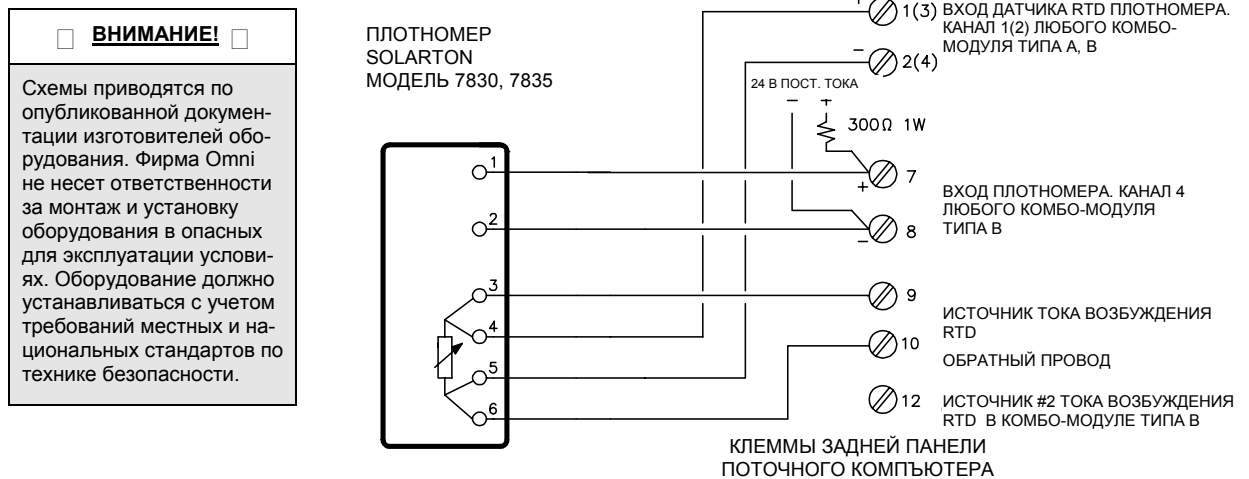 ВНИМАНИЕ!
Схемы приводятся по
опубликованной докумен-
тации изготовителей обо-
рудования. Фирма Omni
не несет ответственности
за монтаж и установку
оборудования в опасных
для эксплуатации услови-
ях. Оборудование должно
устанавливаться с учетом
требований местных и на-
циональных стандартов по
технике безопасности.
ПЛОТНОМЕР
SOLARTON
МОДЕЛЬ 7830, 7835
1
2
3
4
5
6
+
1(3) ВХОД ДАТЧИКА RTD ПЛОТНОМЕРА.
КАНАЛ 1(2) ЛЮБОГО КОМБО-
МОДУЛЯ ТИПА А, В
–
2(4)
24 В ПОСТ. ТОКА
– +
300Ω 1W
+
7
–
8
ВХОД ПЛОТНОМЕРА. КАНАЛ 4
ЛЮБОГО КОМБО-МОДУЛЯ
ТИПА В
9
ИСТОЧНИК ТОКА ВОЗБУЖДЕНИЯ
RTD
10
ОБРАТНЫЙ ПРОВОД
12
ИСТОЧНИК #2 ТОКА ВОЗБУЖДЕНИЯ
RTD В КОМБО-МОДУЛЕ ТИПА В
КЛЕММЫ ЗАДНЕЙ ПАНЕЛИ
ПОТОЧНОГО КОМПЪЮТЕРА